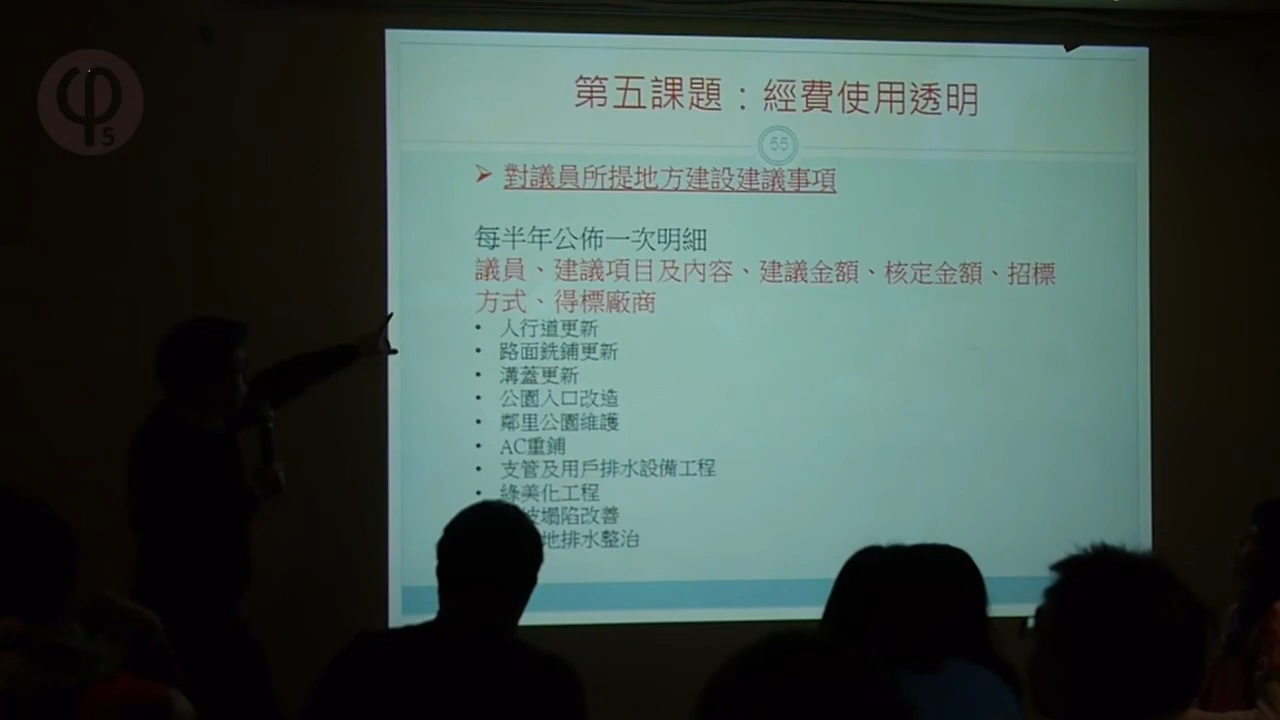 φ5
第五課題：經費使用透明
55
➢ 對議員所提地方建設建議事項
每半年公佈一次明細
議員、建議項目及內容、建議金額、核定金額、招標
方式、得標廠商
• 人行道更新
• 路面銑鋪更新
• 溝蓋更新
• 公園入口改造
• 鄰里公園維護
• AC重鋪
• 支管及用戶排水設備工程
• 綠美化工程
塌陷改善
地排水整治